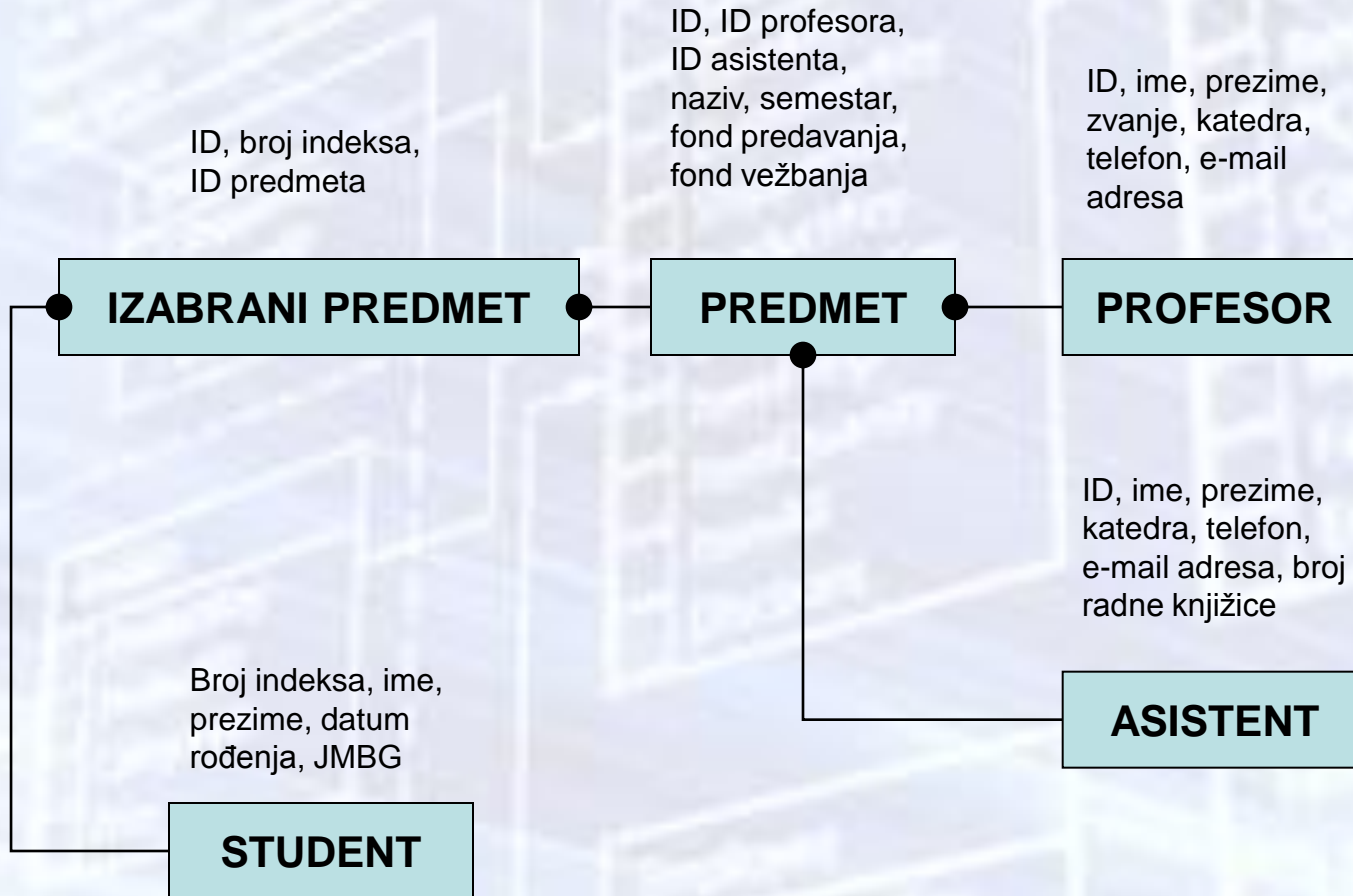 ID, ID profesora,
ID asistenta,
naziv, semestar,
fond predavanja,
fond vežbanja
ID, ime, prezime,
zvanje, katedra,
telefon, e-mail
adresa
ID, broj indeksa,
ID predmeta
IZABRANI PREDMET
PREDMET
PROFESOR
ID, ime, prezime,
katedra, telefon,
e-mail adresa, broj
radne knjižice
Broj indeksa, ime,
prezime, datum
rođenja, JMBG
ASISTENT
STUDENT